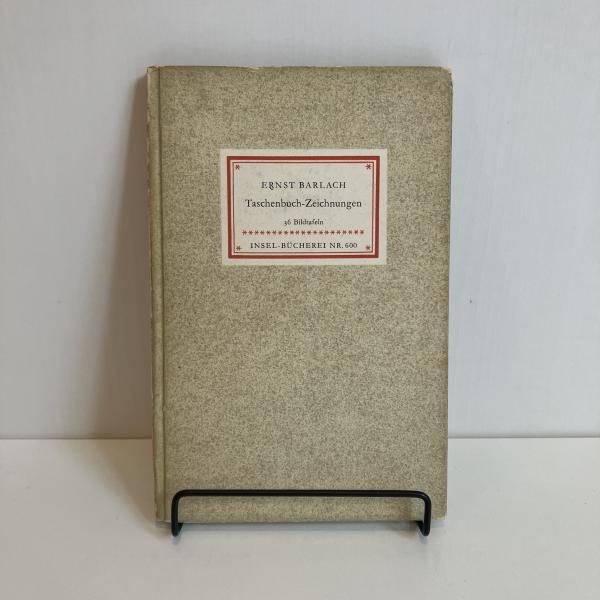 ERNST BARLACH
Taschenbuch-Zeichnungen
36 Bildtafeln
INSEL-BÜCHEREI NR. 600